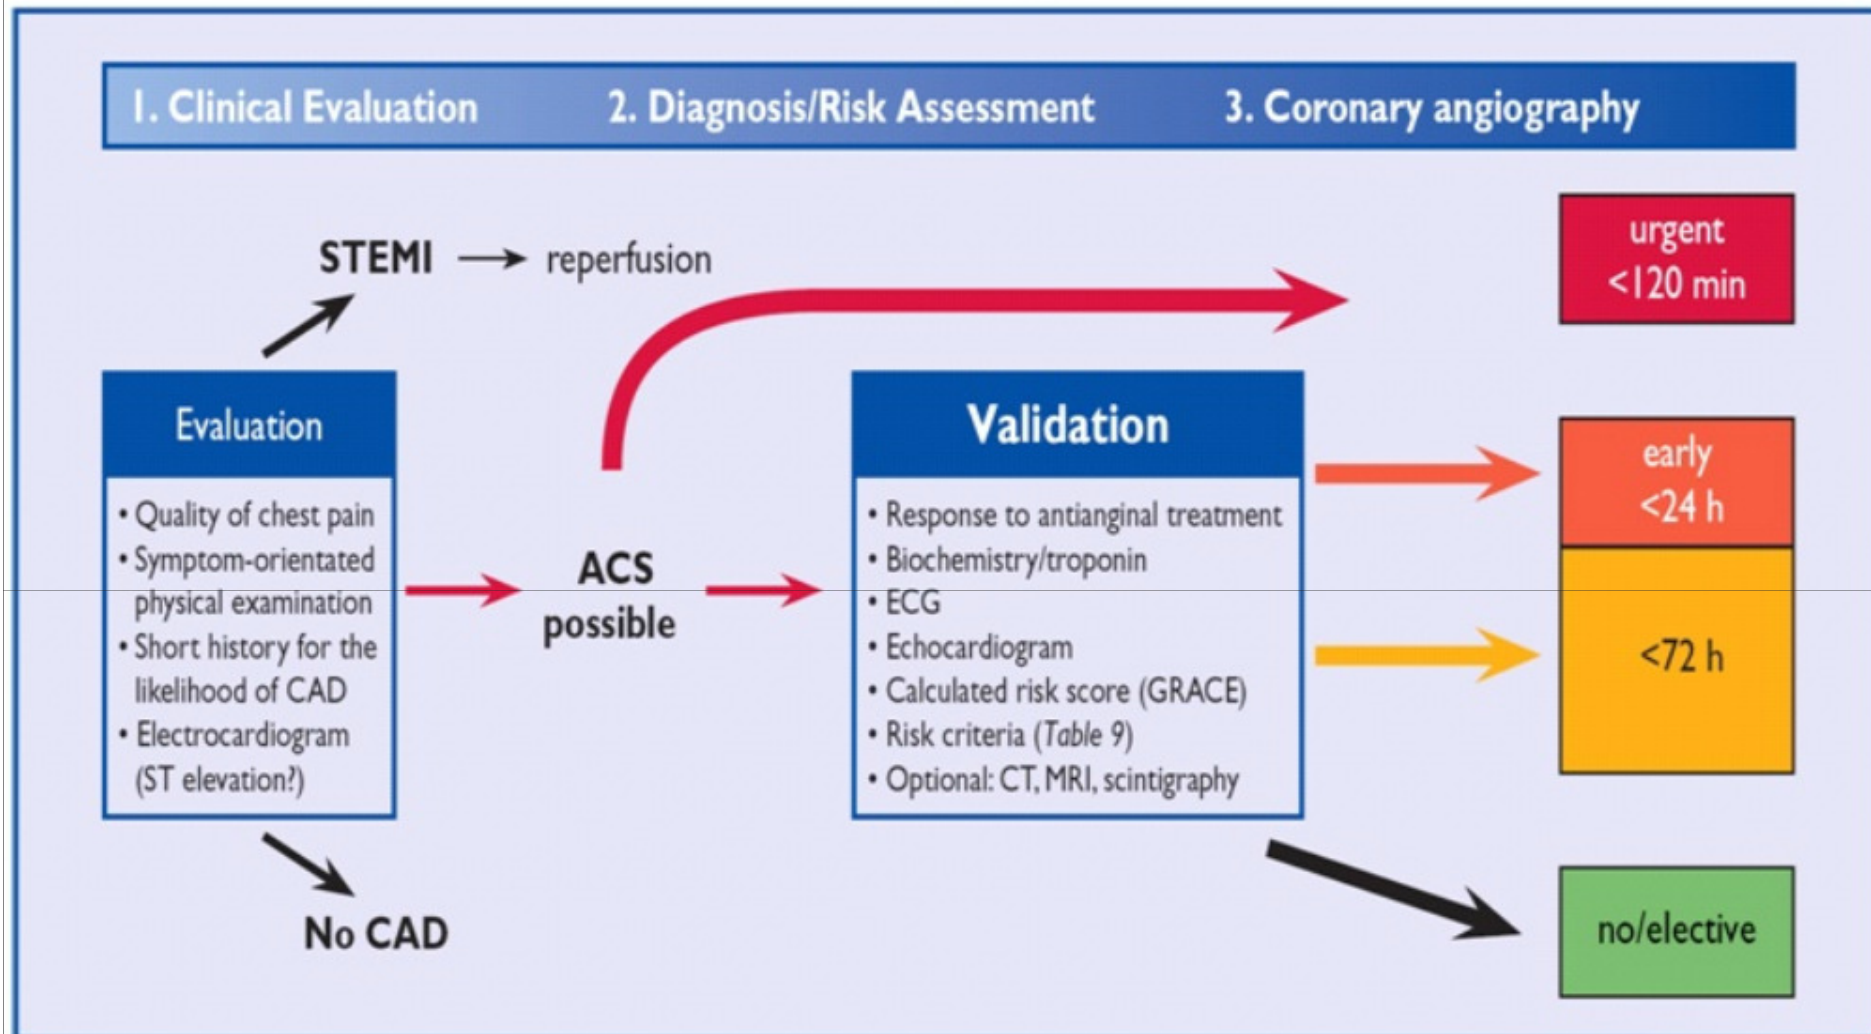 1. Clinical Evaluation
2. Diagnosis/Risk Assessment
3. Coronary angiography
STEMI
reperfusion
urgent
<120 min
Evaluation
• Quality of chest pain
• Symptom-orientated
physical examination
• Short history for the
likelihood of CAD
• Electrocardiogram
(ST elevation?)
ACS
possible
Validation
• Response to antianginal treatment
• Biochemistry/troponin
• ECG
• Echocardiogram
• Calculated risk score (GRACE)
• Risk criteria (Table 9)
• Optional: CT, MRI, scintigraphy
early
<24 h
<72 h
No CAD
no/elective